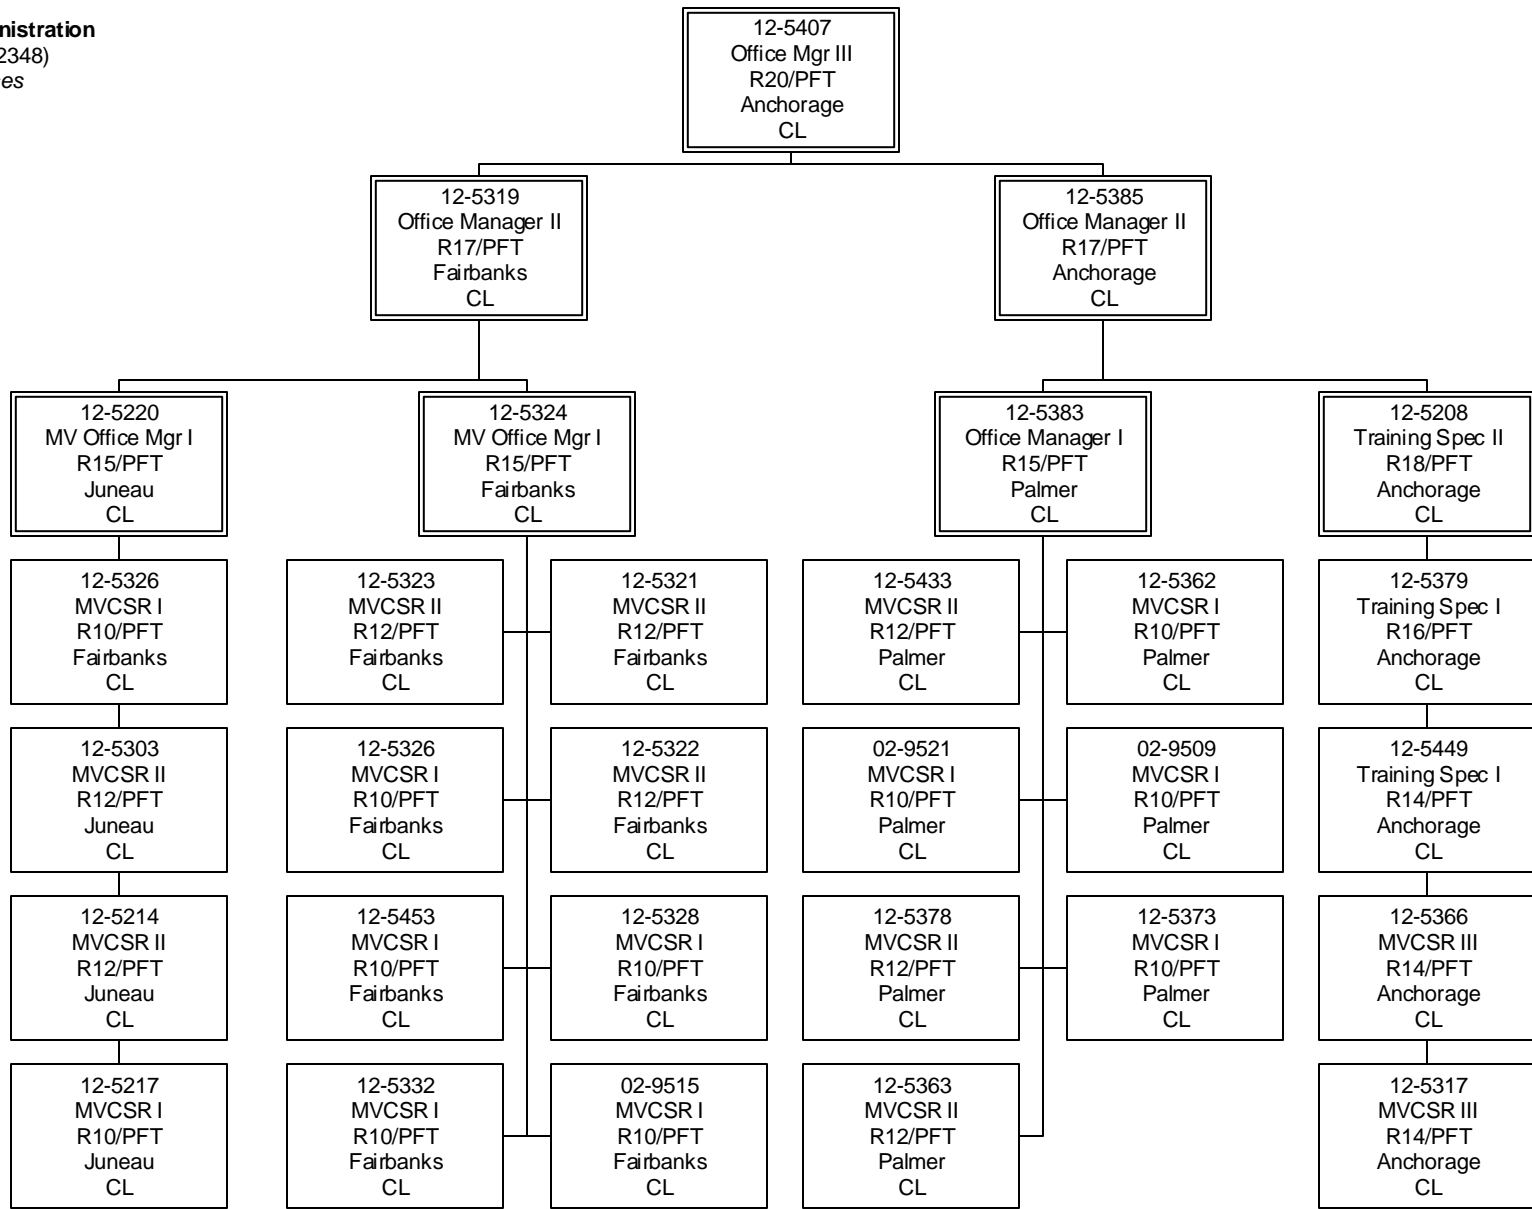 12-5407
Office Mgr III
R20/PFT
Anchorage
CL
12-5319
Office Manager II
R17/PFT
Fairbanks
CL
12-5385
Office Manager II
R17/PFT
Anchorage
CL
12-5220
MV Office Mgr I
R15/PFT
Juneau
CL
12-5324
MV Office Mgr I
R15/PFT
Fairbanks
CL
12-5383
Office Manager I
R15/PFT
Palmer
CL
12-5208
Training Spec II
R18/PFT
Anchorage
CL
12-5326
MVCSR I
R10/PFT
Fairbanks
CL
12-5323
MVCSR II
R12/PFT
Fairbanks
CL
12-5321
MVCSR II
R12/PFT
Fairbanks
CL
12-5433
MVCSR II
R12/PFT
Palmer
CL
12-5362
MVCSR I
R10/PFT
Palmer
CL
12-5379
Training Spec I
R16/PFT
Anchorage
CL
12-5303
MVCSR II
R12/PFT
Juneau
CL
12-5326
MVCSR I
R10/PFT
Fairbanks
CL
12-5322
MVCSR II
R12/PFT
Fairbanks
CL
02-9521
MVCSR I
R10/PFT
Palmer
CL
02-9509
MVCSR I
R10/PFT
Palmer
CL
12-5449
Training Spec I
R14/PFT
Anchorage
CL
12-5214
MVCSR II
R12/PFT
Juneau
CL
12-5453
MVCSR I
R10/PFT
Fairbanks
CL
12-5328
MVCSR I
R10/PFT
Fairbanks
CL
12-5378
MVCSR II
R12/PFT
Palmer
CL
12-5373
MVCSR I
R10/PFT
Palmer
CL
12-5366
MVCSR III
R14/PFT
Anchorage
CL
12-5217
MVCSR I
R10/PFT
Juneau
CL
12-5332
MVCSR I
R10/PFT
Fairbanks
CL
02-9515
MVCSR I
R10/PFT
Fairbanks
CL
12-5363
MVCSR II
R12/PFT
Palmer
CL
12-5317
MVCSR III
R14/PFT
Anchorage
CL